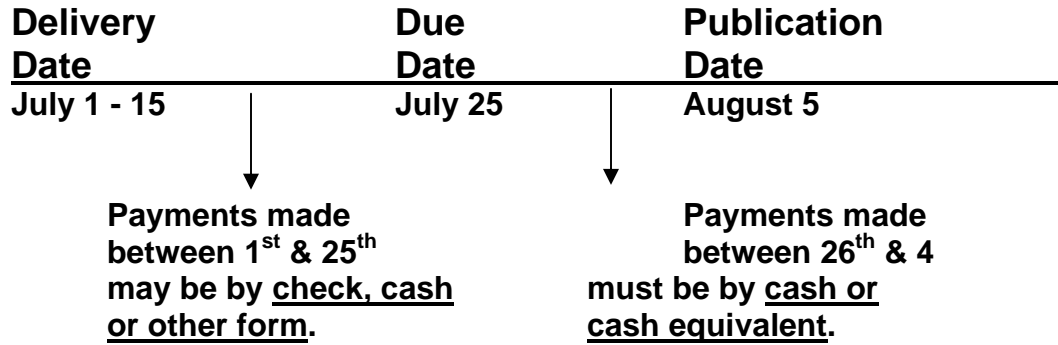 Delivery Due Publication
Date Date Date
July 1 - 15 July 25 August 5
Payments made
between 1st & 25th
may be by check, cash
or other form.
Payments made
between 26th & 4
must be by cash or
cash equivalent.